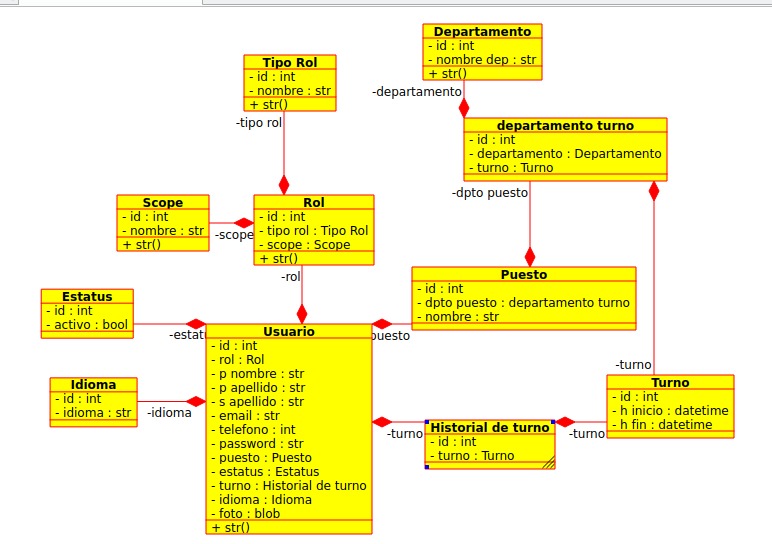 Departamento
- id : int
- nombre dep : str
+ str()
-departamento
Tipo Rol
- id : int
- nombre : str
+ str()
-tipo rol
departamento turno
- id : int
- departamento : Departamento
- turno : Turno
-dpto puesto
Scope
- id : int
- nombre : str
+ str()
-scope
Rol
- id : int
- tipo rol : Tipo Rol
- scope : Scope
+ str()
-rol
Puesto
- id : int
- dpto puesto : departamento turno
- nombre : str
puesto
Estatus
- id : int
- activo : bool
-estatu
Usuario
- id : int
- rol : Rol
- p nombre : str
- p apellido : str
- s apellido : str
- email : str
- telefono : int
- password : str
- puesto : Puesto
- estatus : Estatus
- turno : Historial de turno
- idioma : Idioma
- foto : blob
+ str()
Idioma
- id : int
- idioma : str
-idioma
-turno
Historial de turno
- id : int
- turno : Turno
-turno
-turno
Turno
- id : int
- h inicio : datetime
- h fin : datetime